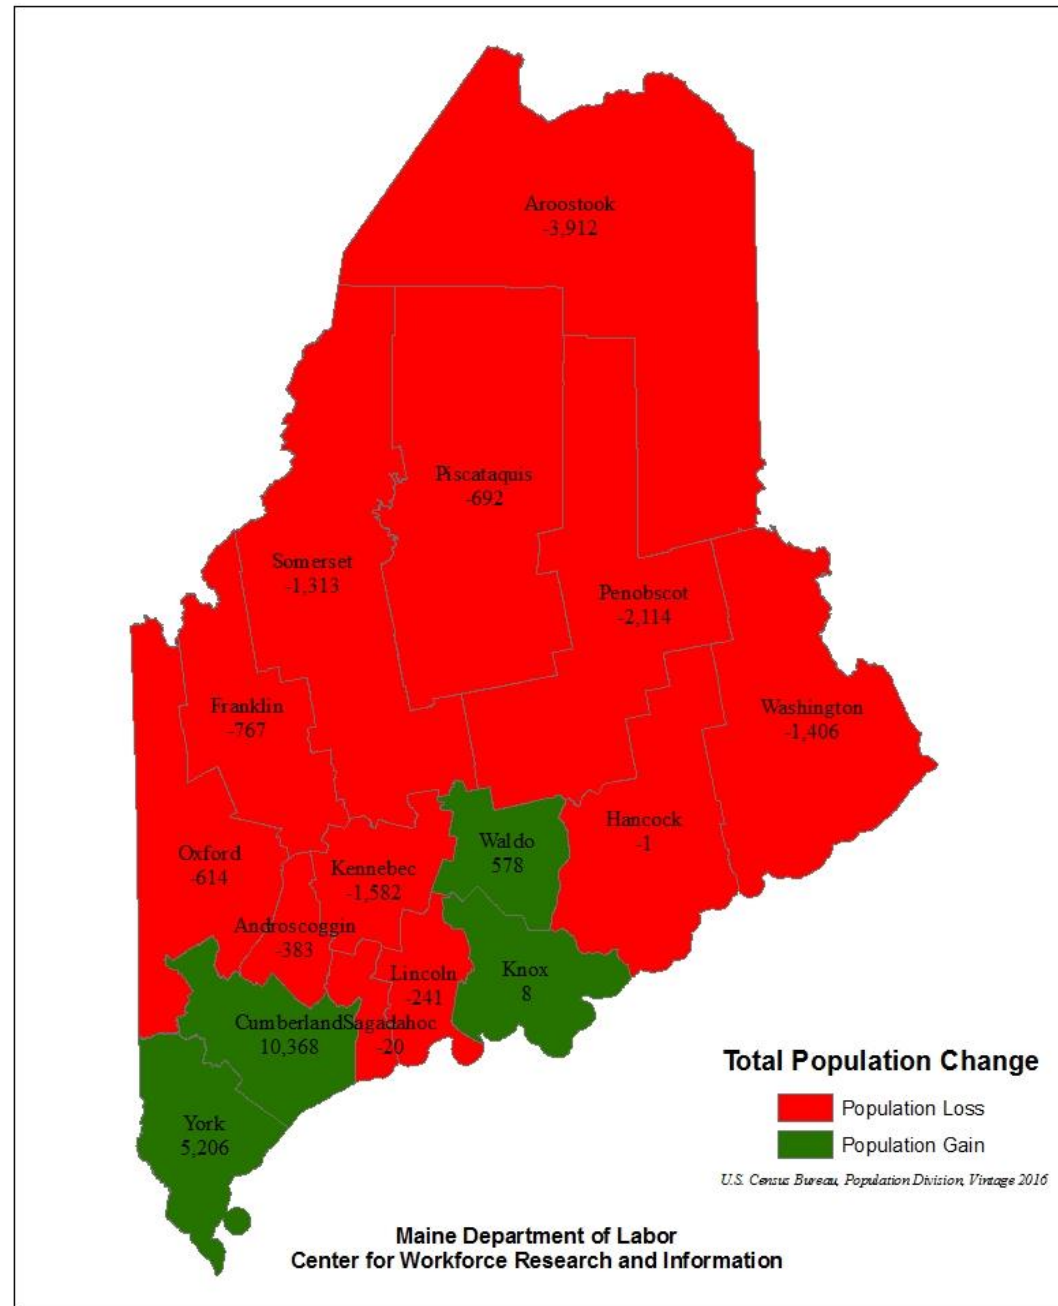 Aroostook
-3,912
Piscataquis
-692
Somerset
-1,313
Penobscot
-2,114
Franklin
-767
Washington
-1,406
Hancock
-1
Waldo
578
Oxford
-614
Kennebec
-1,582
Androscoggin
-383
Lincoln
-241
Knox
8
Cumberland
10,368
Sagadahoc
-20
York
5,206
Total Population Change
Population Loss
Population Gain
U.S. Census Bureau, Population Division, Vintage 2016
Maine Department of Labor
Center for Workforce Research and Information